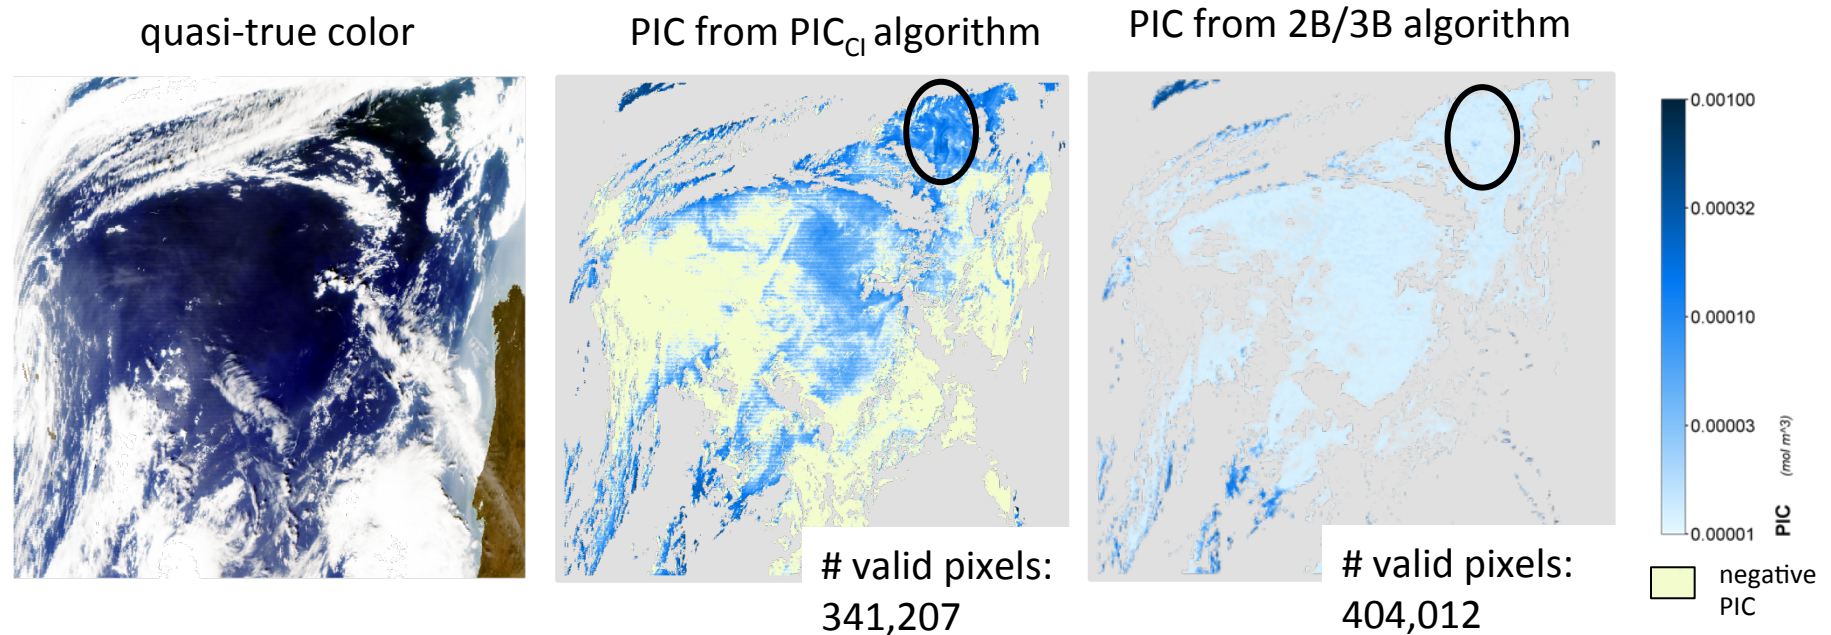 quasi-true color
PIC from PICCI algorithm
PIC from 2B/3B algorithm
# valid pixels:
341,207
# valid pixels:
404,012
0.00100
0.00032
0.00010
0.00003
0.00001
PIC (mol m^3)
negative
PIC